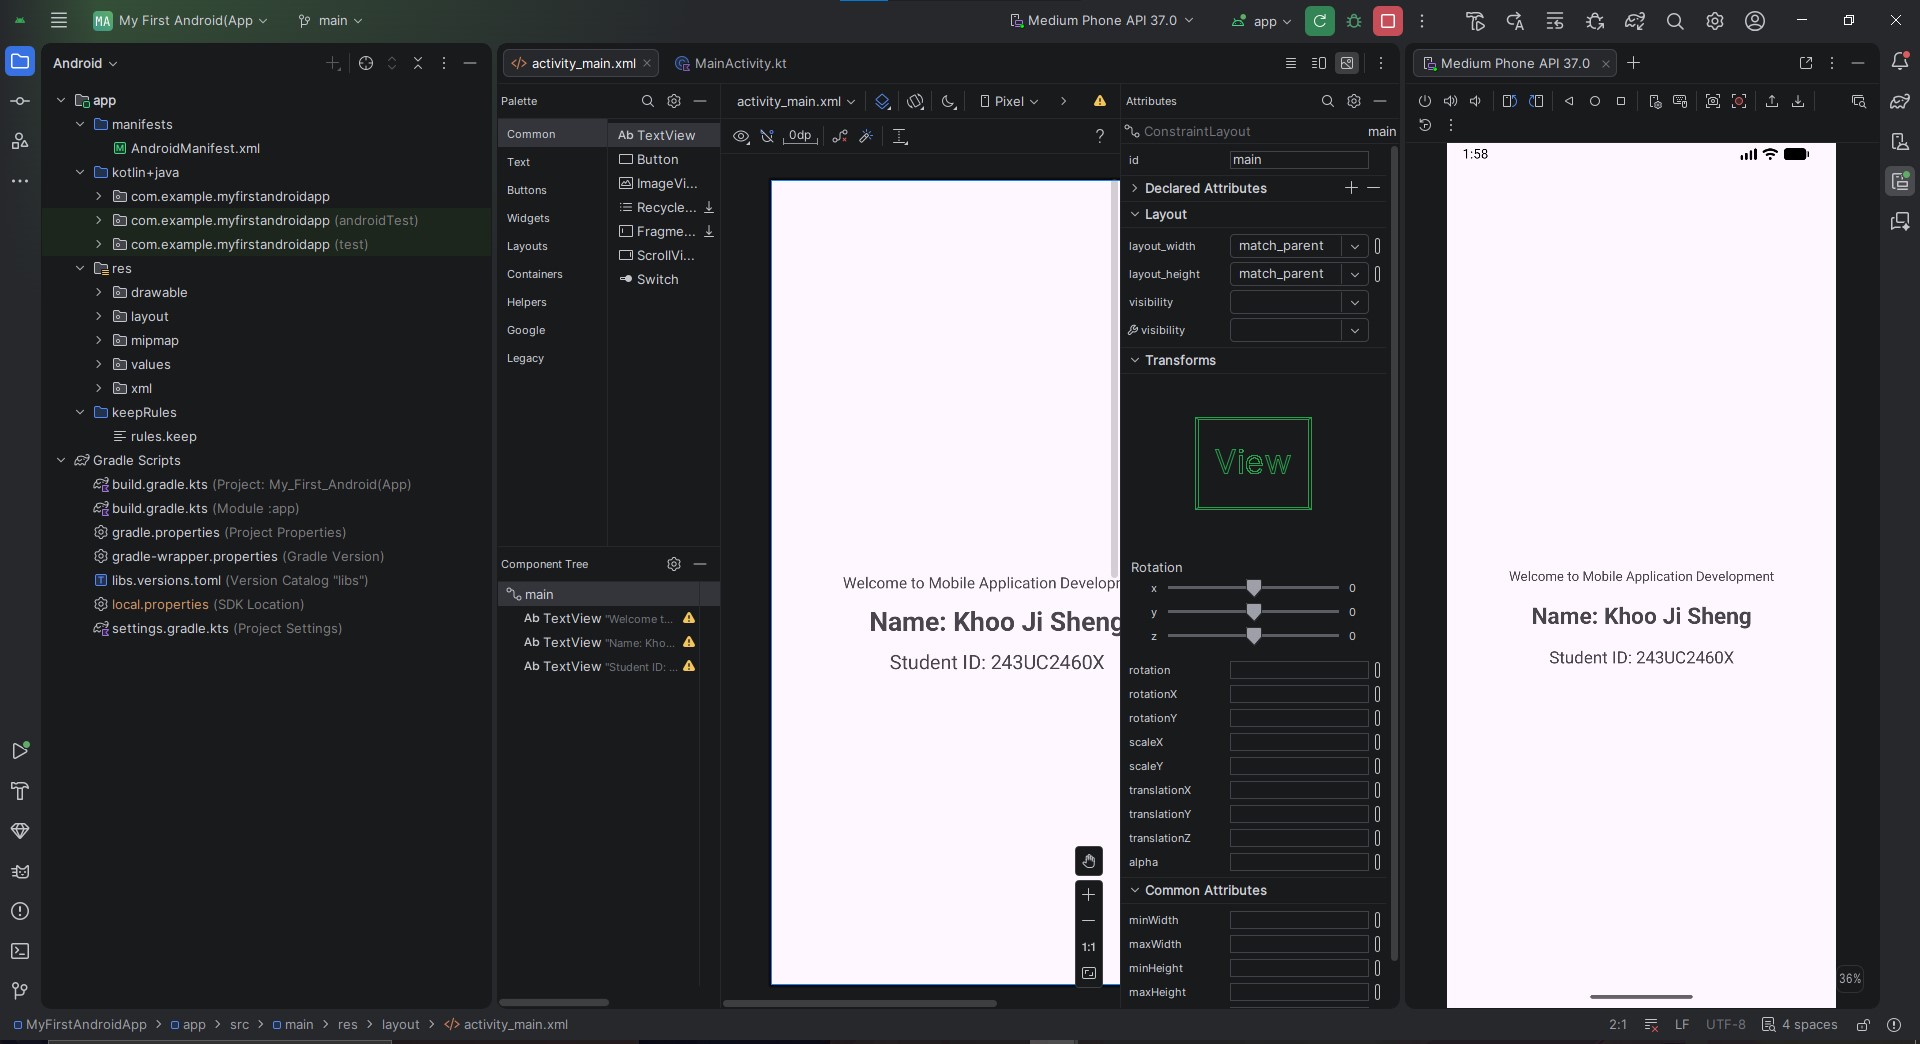 MA My First Android(App
main
Medium Phone API 37.0
app
Android
app
manifests
AndroidManifest.xml
kotlin+java
com.example.myfirstandroidapp
com.example.myfirstandroidapp (androidTest)
com.example.myfirstandroidapp (test)
res
drawable
layout
mipmap
values
xml
keepRules
rules.keep
Gradle Scripts
build.gradle.kts (Project: My_First_Android(App)
build.gradle.kts (Module :app)
gradle.properties (Project Properties)
gradle-wrapper.properties (Gradle Version)
libs.versions.toml (Version Catalog "libs")
local.properties (SDK Location)
settings.gradle.kts (Project Settings)
activity_main.xml
MainActivity.kt
Palette
Common
Text
Buttons
Widgets
Layouts
Containers
Helpers
Google
Legacy
Ab TextView
Button
ImageVi...
Recycle...
Fragme...
ScrollVi...
Switch
Component Tree
main
Ab TextView "Welcome t...
Ab TextView "Name: Kho...
Ab TextView "Student ID: ...
activity_main.xml
Pixel
0dp
?
Welcome to Mobile Application Develop
Name: Khoo Ji Sheng
Student ID: 243UC2460X
1:1
Attributes
ConstraintLayout
main
id
main
Declared Attributes
Layout
layout_width match_parent
layout_height match_parent
visibility
visibility
Transforms
View
Rotation
x 0
y 0
z 0
rotation
rotationX
rotationY
scaleX
scaleY
translationX
translationY
translationZ
alpha
Common Attributes
minWidth
maxWidth
minHeight
maxHeight
Medium Phone API 37.0
1:58
Welcome to Mobile Application Development
Name: Khoo Ji Sheng
Student ID: 243UC2460X
36%
MyFirstAndroidApp > app > src > main > res > layout > activity_main.xml
2:1
LF
UTF-8
4 spaces